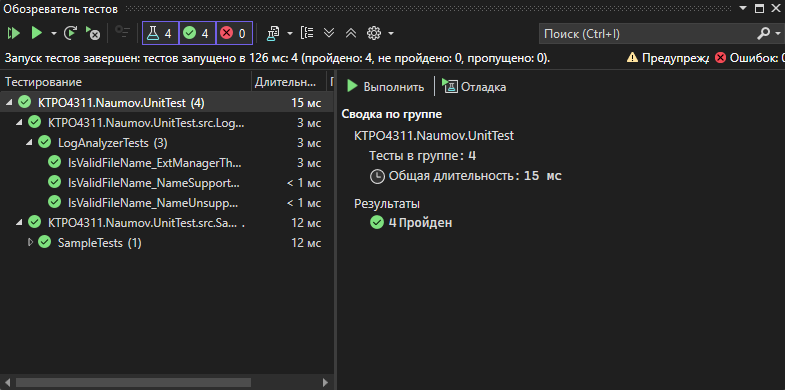 Обозреватель тестов
4 4 0
Поиск (Ctrl+I)
Запуск тестов завершен: тестов запущено в 126 мс: 4 (пройдено: 4, не пройдено: 0, пропущено: 0).
Предупрежд
Ошибок: 0
Тестирование
Длительн...
KTPO4311.Naumov.UnitTest (4) 15 мс
KTPO4311.Naumov.UnitTest.src.Log... 3 мс
LogAnalyzerTests (3) 3 мс
IsValidFileName_ExtManagerTh... 3 мс
IsValidFileName_NameSupport... < 1 мс
IsValidFileName_NameUnsupp... < 1 мс
KTPO4311.Naumov.UnitTest.src.Sa... . 12 мс
SampleTests (1) 12 мс
Выполнить
Отладка
Сводка по группе
KTPO4311.Naumov.UnitTest
Тесты в группе: 4
Общая длительность: 15 мс
Результаты
4 Пройден